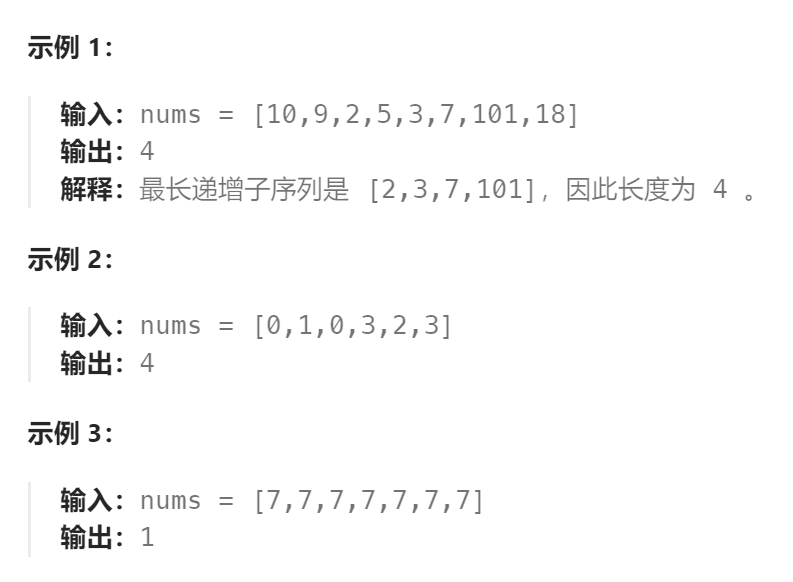 示例 1：
输入：nums = [10,9,2,5,3,7,101,18]
输出：4
解释：最长递增子序列是 [2,3,7,101]，因此长度为 4 。
示例 2：
输入：nums = [0,1,0,3,2,3]
输出：4
示例 3：
输入：nums = [7,7,7,7,7,7,7]
输出：1